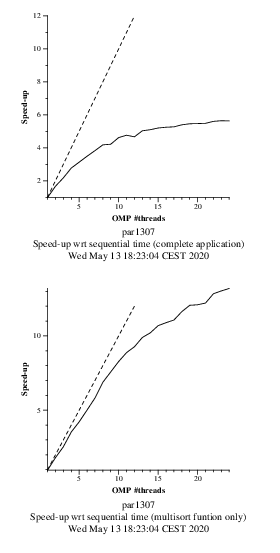 12
10
8
6
4
2
Speed-up
5 10 20
OMP #threads
par1307
Speed-up wrt sequential time (complete application)
Wed May 13 18:23:04 CEST 2020
10
5
Speed-up
5 10 20
OMP #threads
par1307
Speed-up wrt sequential time (multisort funtion only)
Wed May 13 18:23:04 CEST 2020